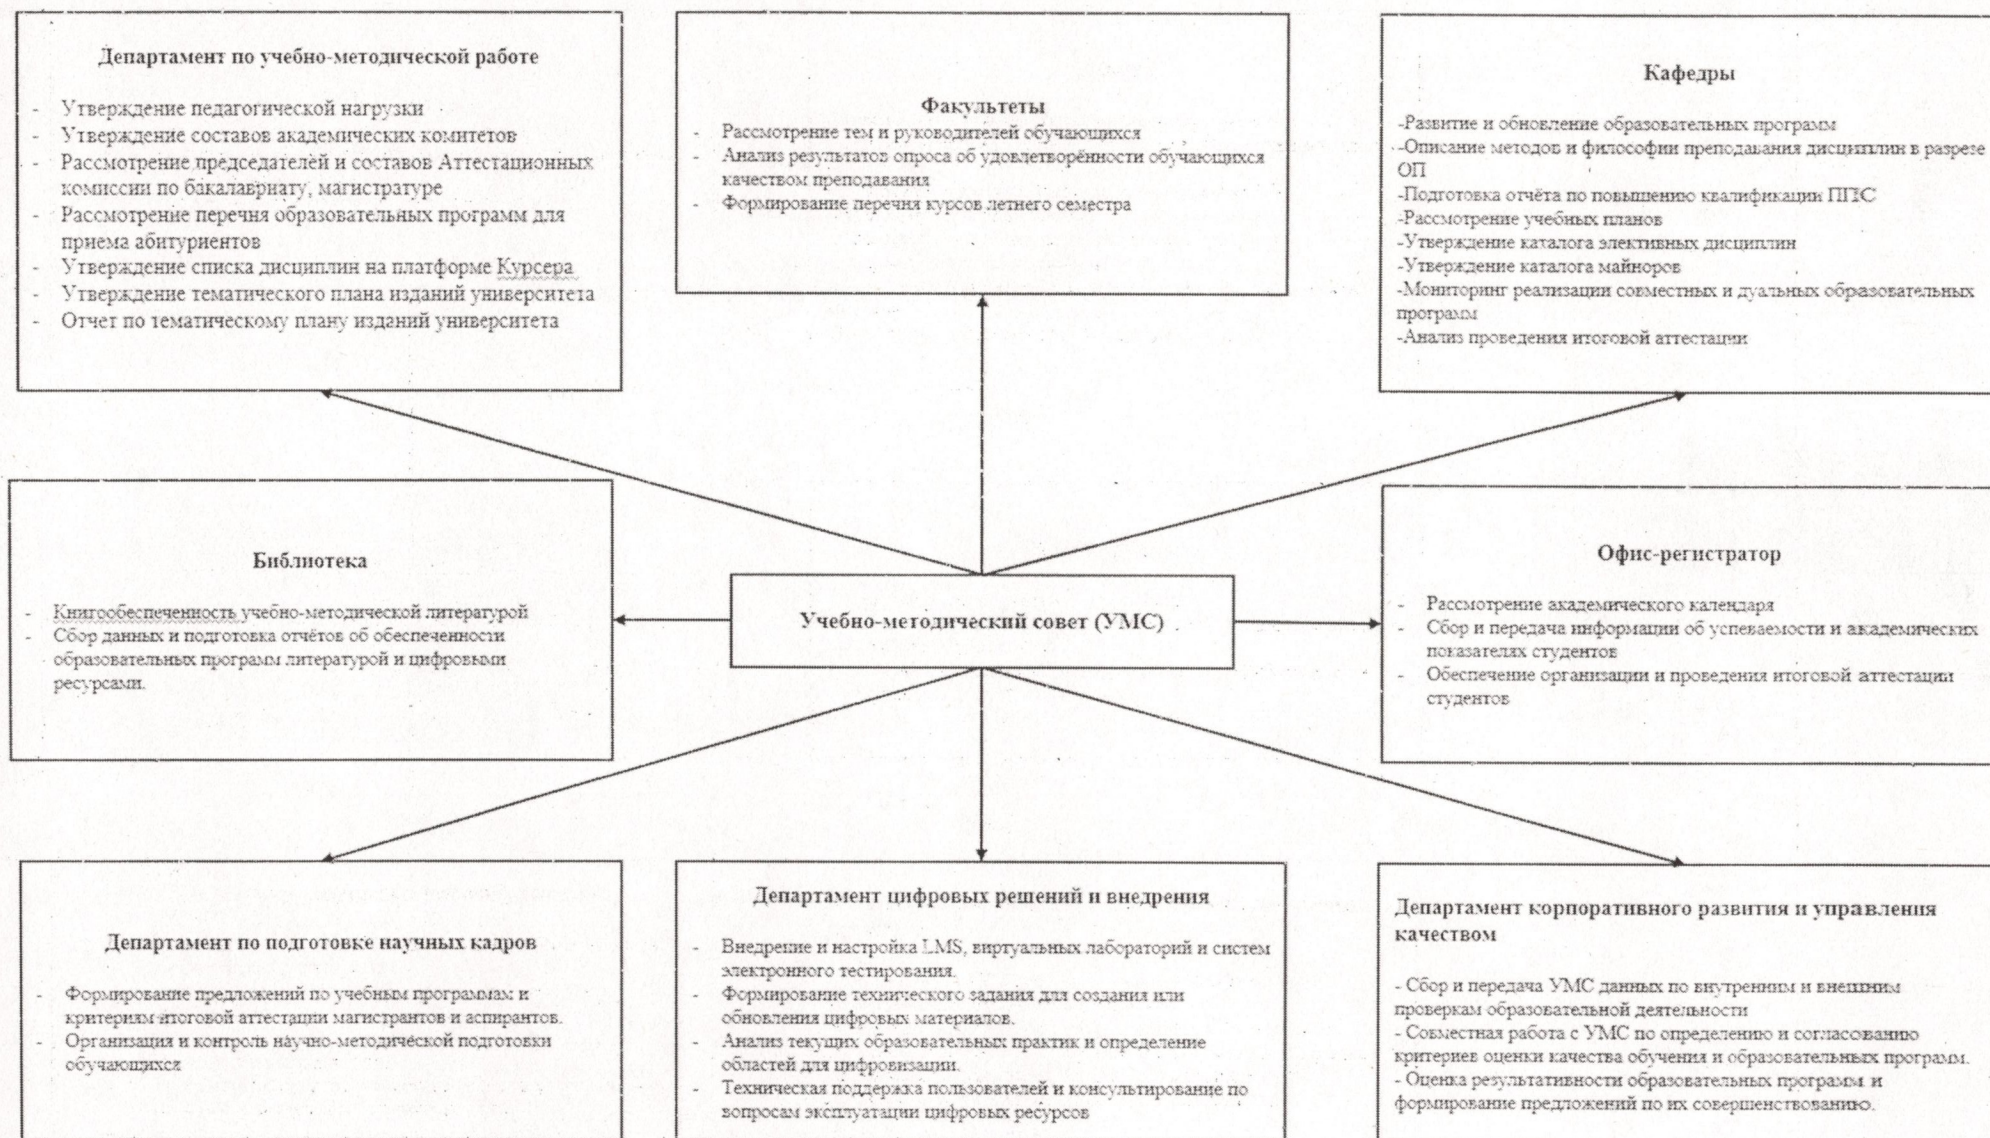 Департамент по учебно-методической работе
- Утверждение педагогической нагрузки
- Утверждение составов академических комитетов
- Рассмотрение председателей и составов Аттестационных
комиссии по бакалавриату, магистратуре
- Рассмотрение перечня образовательных программ для
приема абитуриентов
- Утверждение списка дисциплин на платформе Курсера
- Утверждение тематического плана изданий университета
- Отчет по тематическому плану изданий университета
Факультеты
- Рассмотрение тем и руководителей обучающихся
- Анализ результатов опроса об удовлетворённости обучающихся
качеством преподавания
- Формирование перечня курсов летнего семестра
Кафедры
-Развитие и обновление образовательных программ
-Описание методов и философии преподавания дисциплин в разрезе
ОП
-Подготовка отчёта по повышению квалификации ППС
-Рассмотрение учебных планов
-Утверждение каталога элективных дисциплин
-Утверждение каталога майноров
-Мониторинг реализации совместных и дуальных образовательных
программ
-Анализ проведения итоговой аттестации
Библиотека
- Книгообеспеченность учебно-методической литературой
- Сбор данных и подготовка отчётов об обеспеченности
образовательных программ литературой и цифровыми
ресурсами.
Учебно-методический совет (УМС)
Офис-регистратор
- Рассмотрение академического календаря
- Сбор и передача информации об успеваемости и академических
показателях студентов
- Обеспечение организации и проведения итоговой аттестации
студентов
Департамент по подготовке научных кадров
- Формирование предложений по учебным программах и
критериям итоговой аттестации магистрантов и аспирантов.
- Организация и контроль научно-методической подготовки
обучающихся
Департамент цифровых решений и внедрения
- Внедрение и настройка LMS, виртуальных лабораторий и систем
электронного тестирования.
- Формирование технического задания для создания или
обновления цифровых материалов.
- Анализ текущих образовательных практик и определение
областей для цифровизации.
- Техническая поддержка пользователей и консультирование по
вопросам эксплуатации цифровых ресурсов
Департамент корпоративного развития и управления
качеством
- Сбор и передача УМС данных по внутренним и внешним
проверкам образовательной деятельности
- Совместная работа с УМС по определению и согласованию
критериев оценки качества обучения и образовательных программ.
- Оценка результативности образовательных программ и
формирование предложений по их совершенствованию.